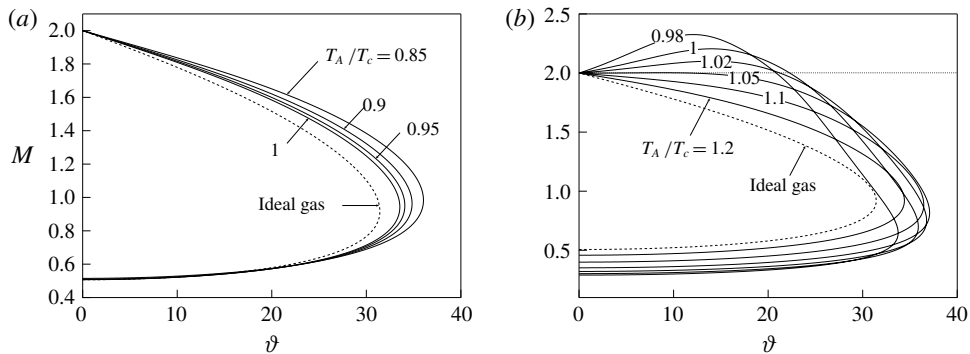 (a)
2.0
1.8
1.6
1.4
M 1.2
1.0
0.8
0.6
0.4
0 10 20 30 40
ϑ
T_A/T_c = 0.85
0.9
0.95
1
Ideal gas
(b)
2.5
2.0
1.5
1.0
0.5
0 10 20 30 40
ϑ
0.98
1
1.02
1.05
1.1
T_A/T_c = 1.2
Ideal gas